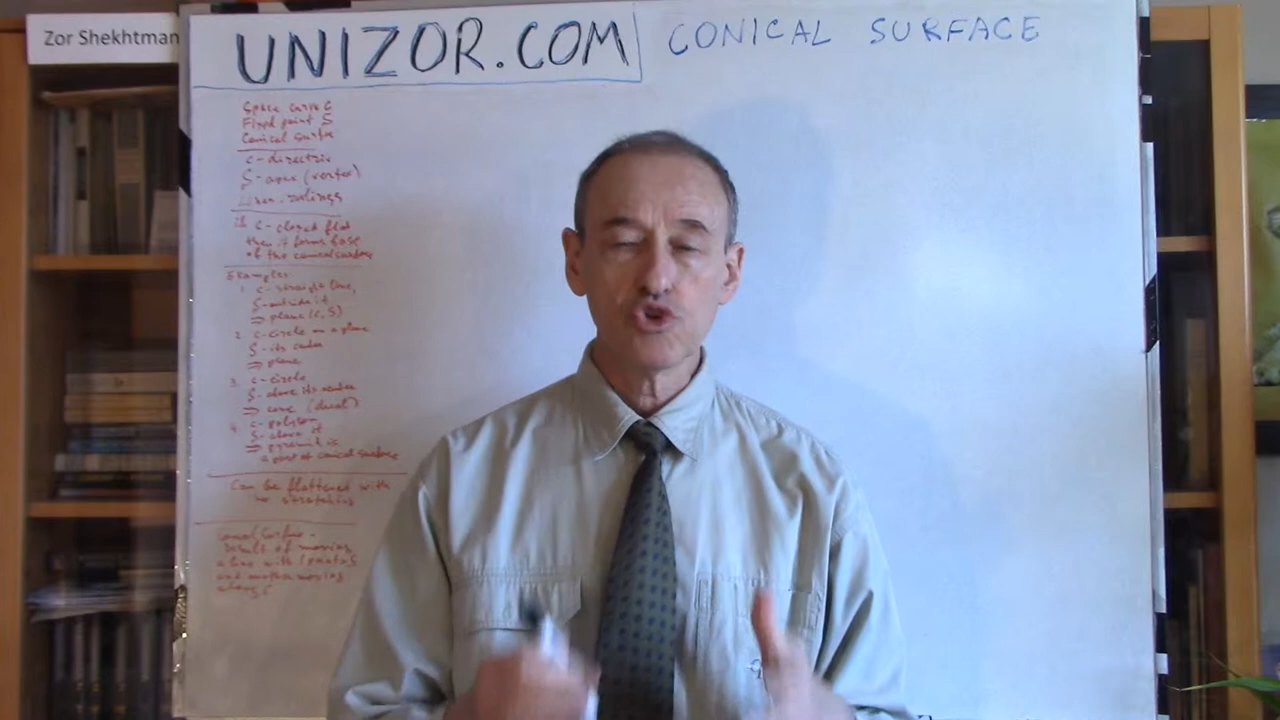 Zor Shekhtman
UNIZOR.COM
CONICAL SURFACE
Space curve C
Fixed point S
Conical surface
C - directrix
S - apex (vertex)
Lines - rulings
If C - closed flat
then it forms base
of the conical surface
Examples
1. C - straight line,
S - outside it
⇒ plane (C, S)
2. C - circle on a plane
S - its center
⇒ plane
3. C - circle
S - above its center
⇒ cone (dual)
4. C - polygon
S - above it
⇒ pyramid is
a part of conical surface
Can be flattened with
no stretching
Conical surface -
result of moving
a line with 1 point S
and another moving
along C